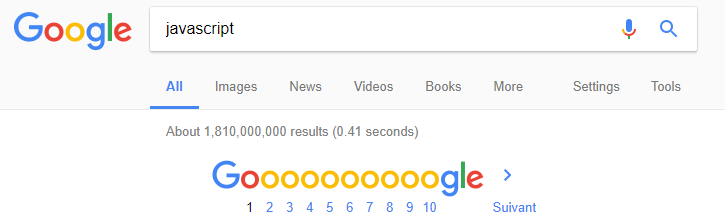 Google
javascript
All Images News Videos Books More Settings Tools
About 1,810,000,000 results (0.41 seconds)
Goooooooooogle >
1 2 3 4 5 6 7 8 9 10 Suivant